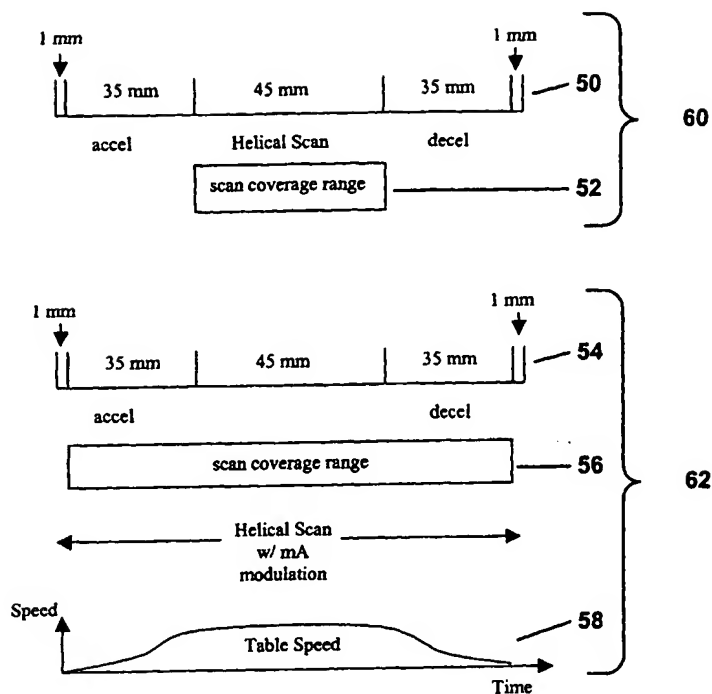 1 mm 1 mm
35 mm 45 mm 35 mm 50
60
accel Helical Scan decel
scan coverage range 52
1 mm 1 mm
35 mm 45 mm 35 mm 54
accel decel
scan coverage range 56
62
Helical Scan
w/ mA
modulation
Speed
58
Table Speed
Time